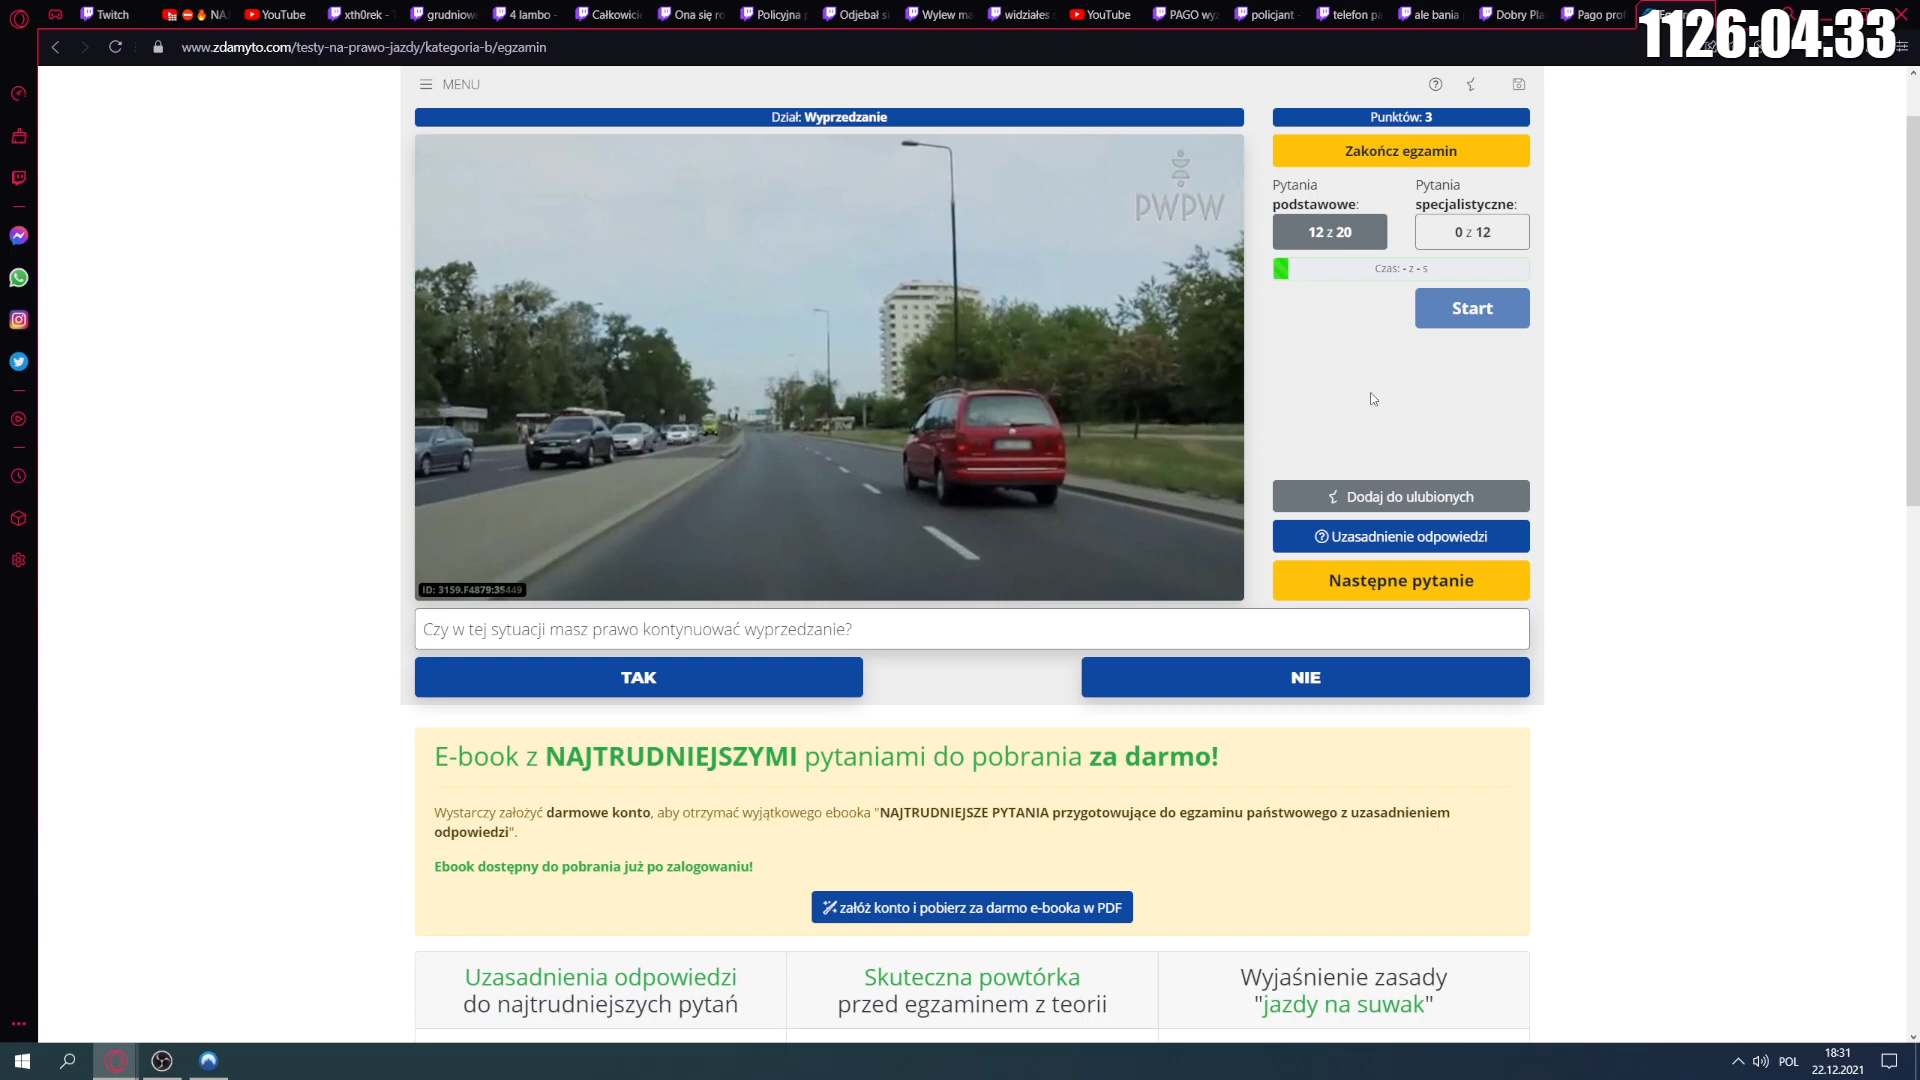 Twitch
NA
YouTube
xth0rek - T
grudniow
4 lambo -
Całkowici
Ona się ro
Policyjna
Odjebał si
Wylew ma
widziałes
YouTube
PAGO wyz
policjant -
telefon pa
ale bania
Dobry Pla
Pago prof
1126:04:33
www.zdamyto.com/testy-na-prawo-jazdy/kategoria-b/egzamin
MENU
Dział: Wyprzedzanie
Punktów: 3
PWPW
Zakończ egzamin
Pytania podstawowe:
Pytania specjalistyczne:
12 z 20
0 z 12
Czas: - z - s
Start
Dodaj do ulubionych
Uzasadnienie odpowiedzi
Następne pytanie
ID: 3159.F4879:35449
Czy w tej sytuacji masz prawo kontynuować wyprzedzanie?
TAK
NIE
E-book z NAJTRUDNIEJSZYMI pytaniami do pobrania za darmo!
Wystarczy założyć darmowe konto, aby otrzymać wyjątkowego ebooka "NAJTRUDNIEJSZE PYTANIA przygotowujące do egzaminu państwowego z uzasadnieniem
odpowiedzi".
Ebook dostępny do pobrania już po zalogowaniu!
załóż konto i pobierz za darmo e-booka w PDF
Uzasadnienia odpowiedzi
do najtrudniejszych pytań
Skuteczna powtórka
przed egzaminem z teorii
Wyjaśnienie zasady
"jazdy na suwak"
POL
18:31
22.12.2021